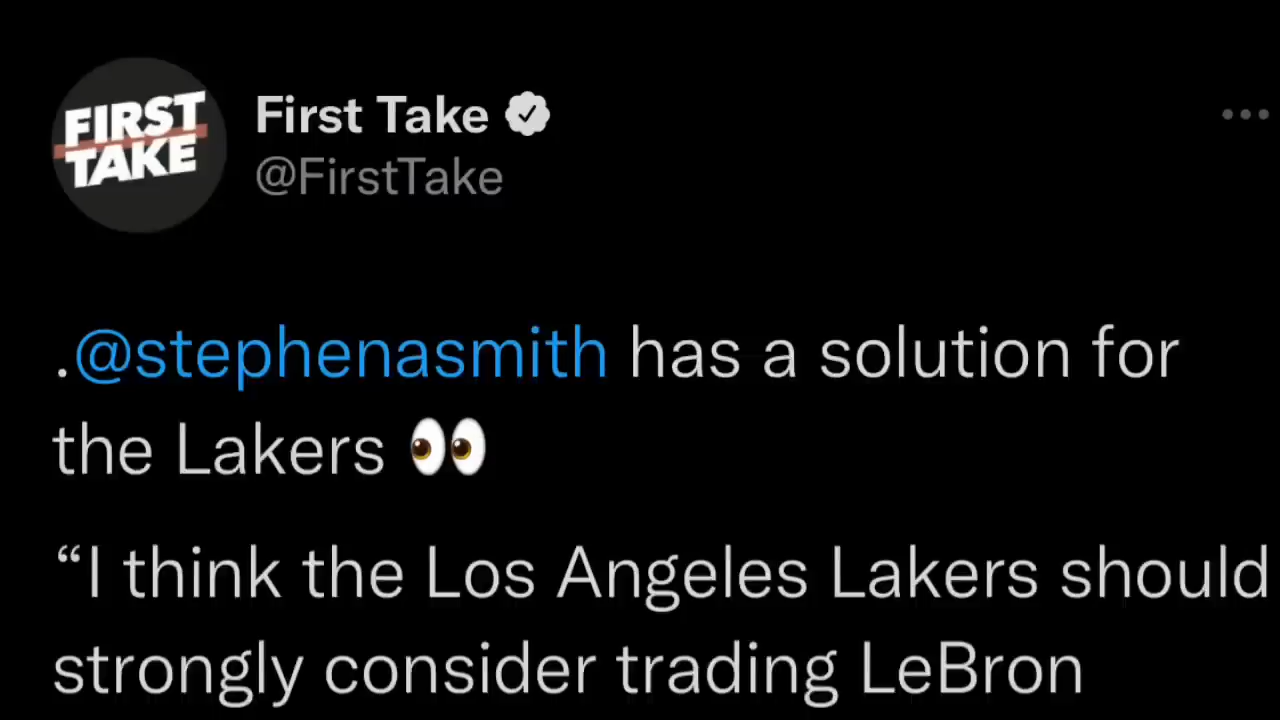 FIRST
TAKE
First Take
@FirstTake
.@stephenasmith has a solution for
the Lakers 👀
“I think the Los Angeles Lakers should
strongly consider trading LeBron